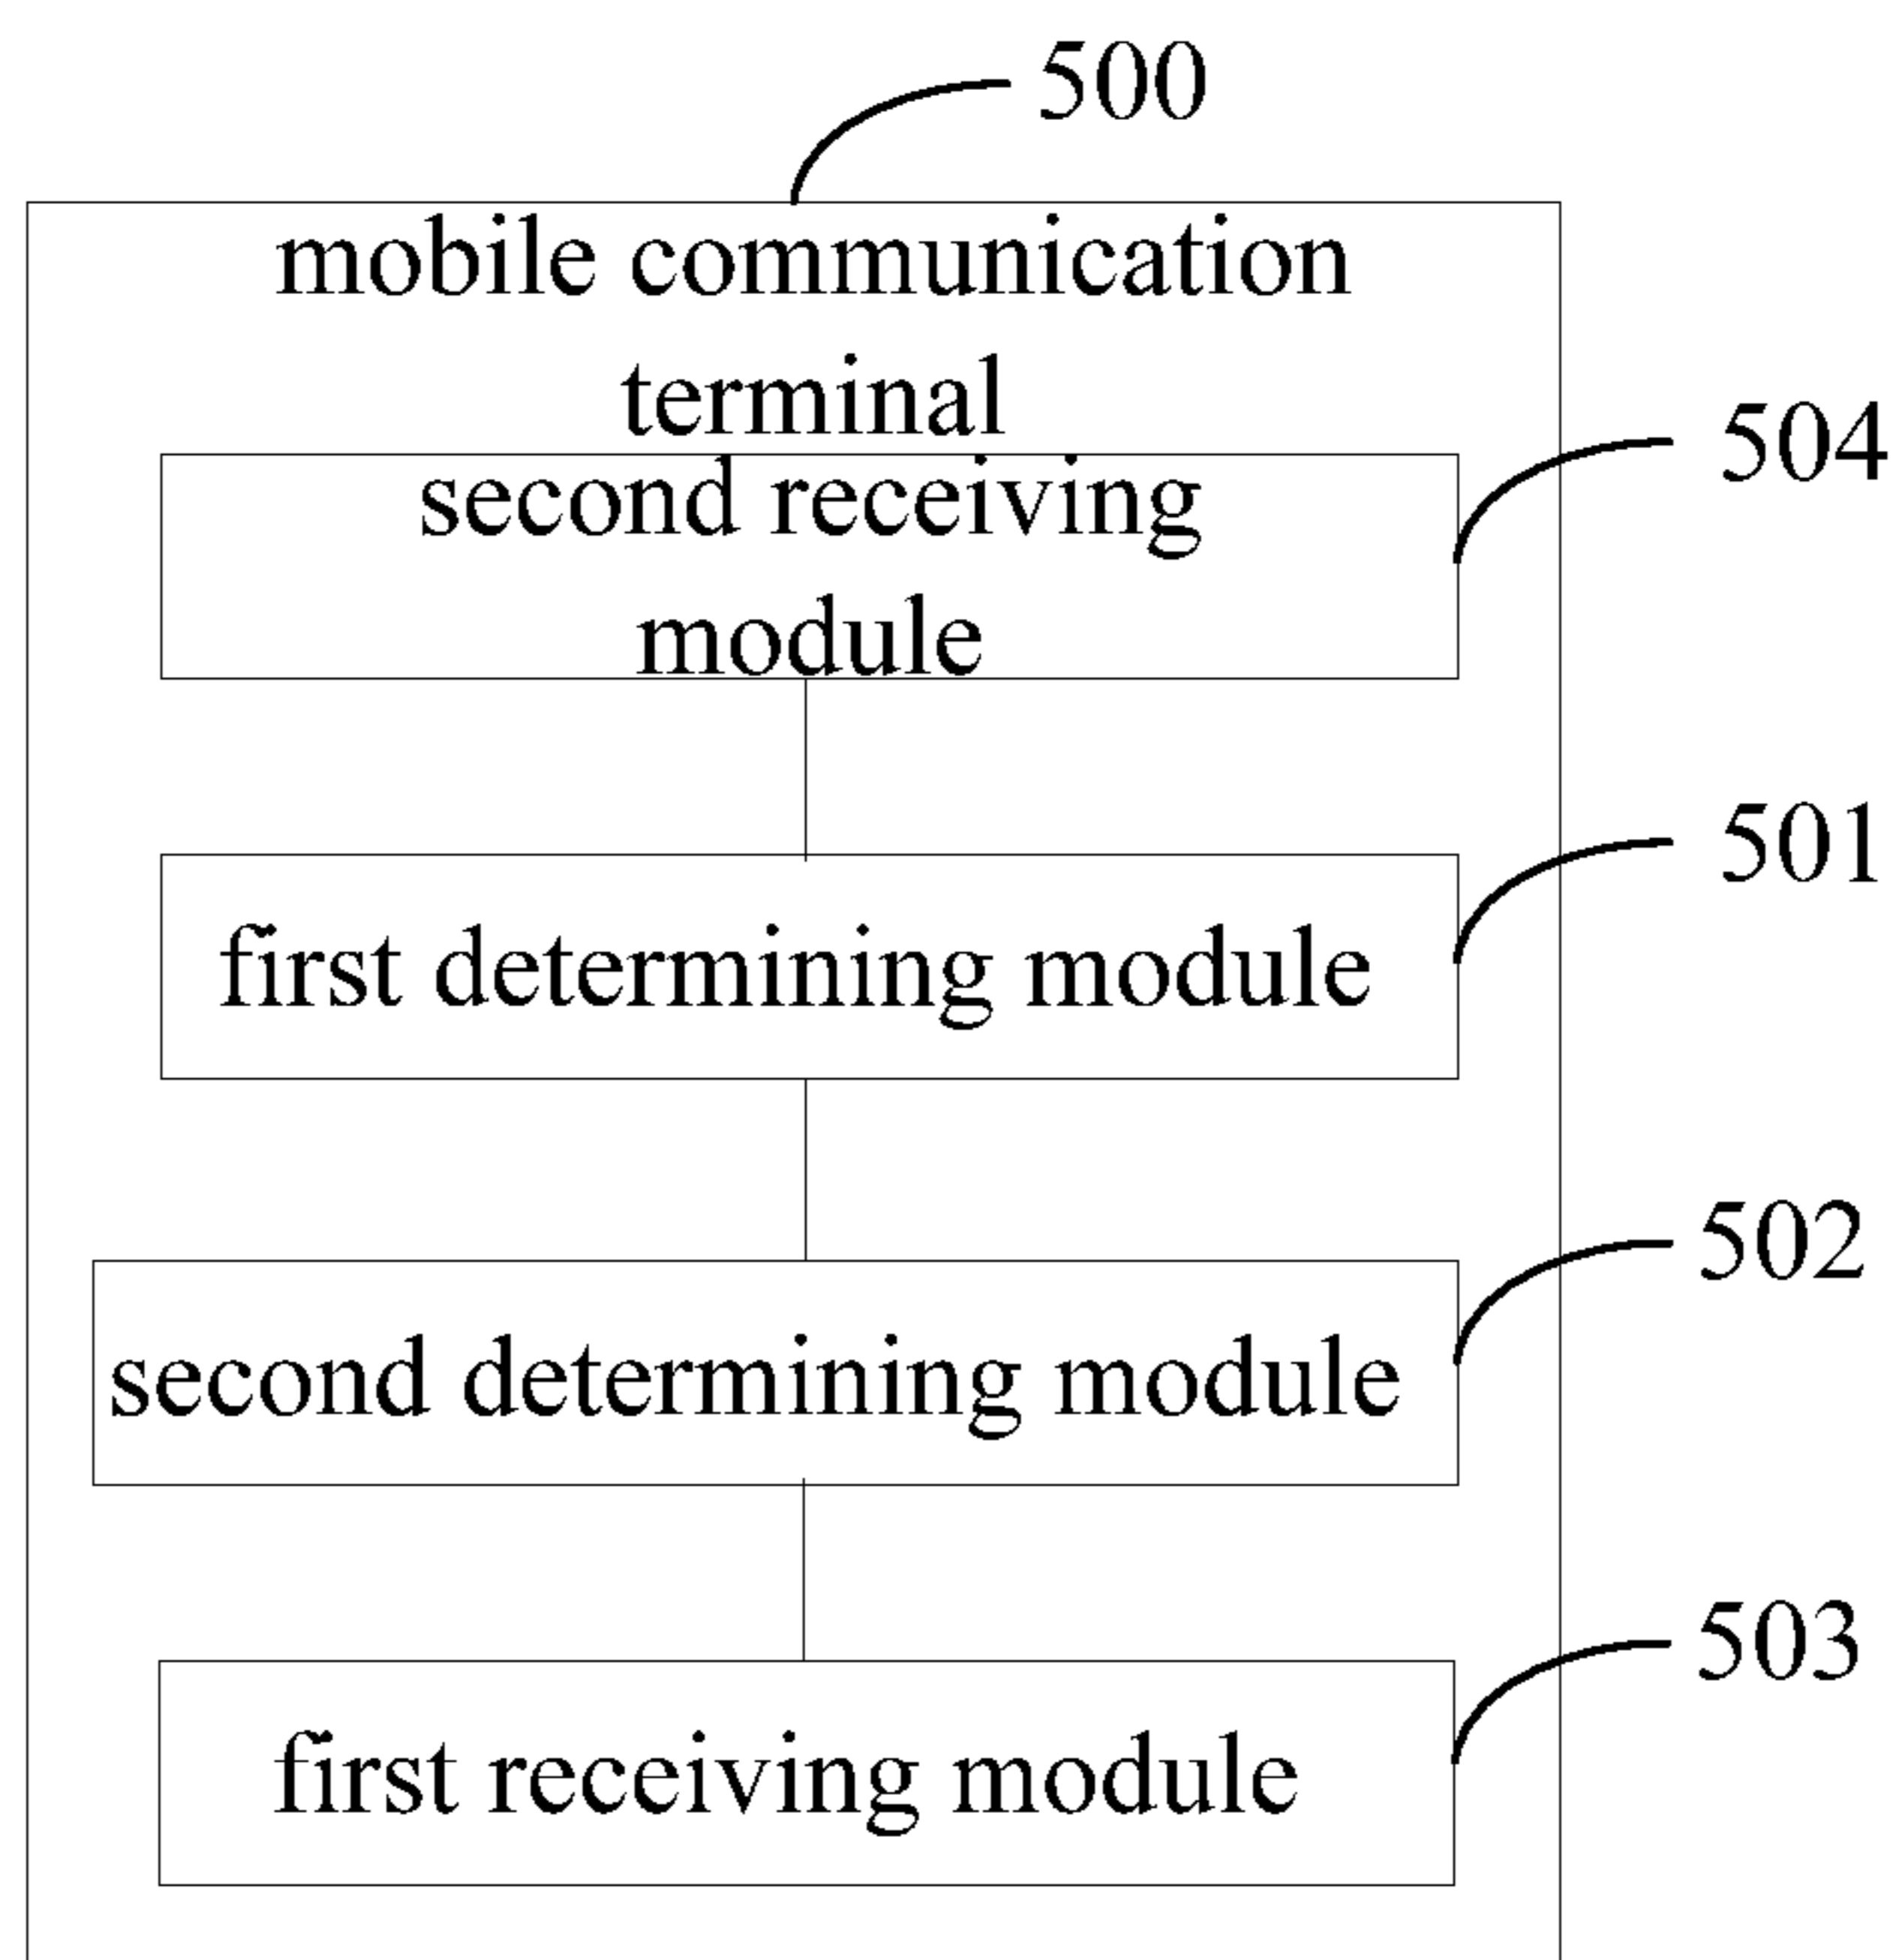 500
mobile communication
terminal
504
second receiving
module
501
first determining module
502
second determining module
503
first receiving module